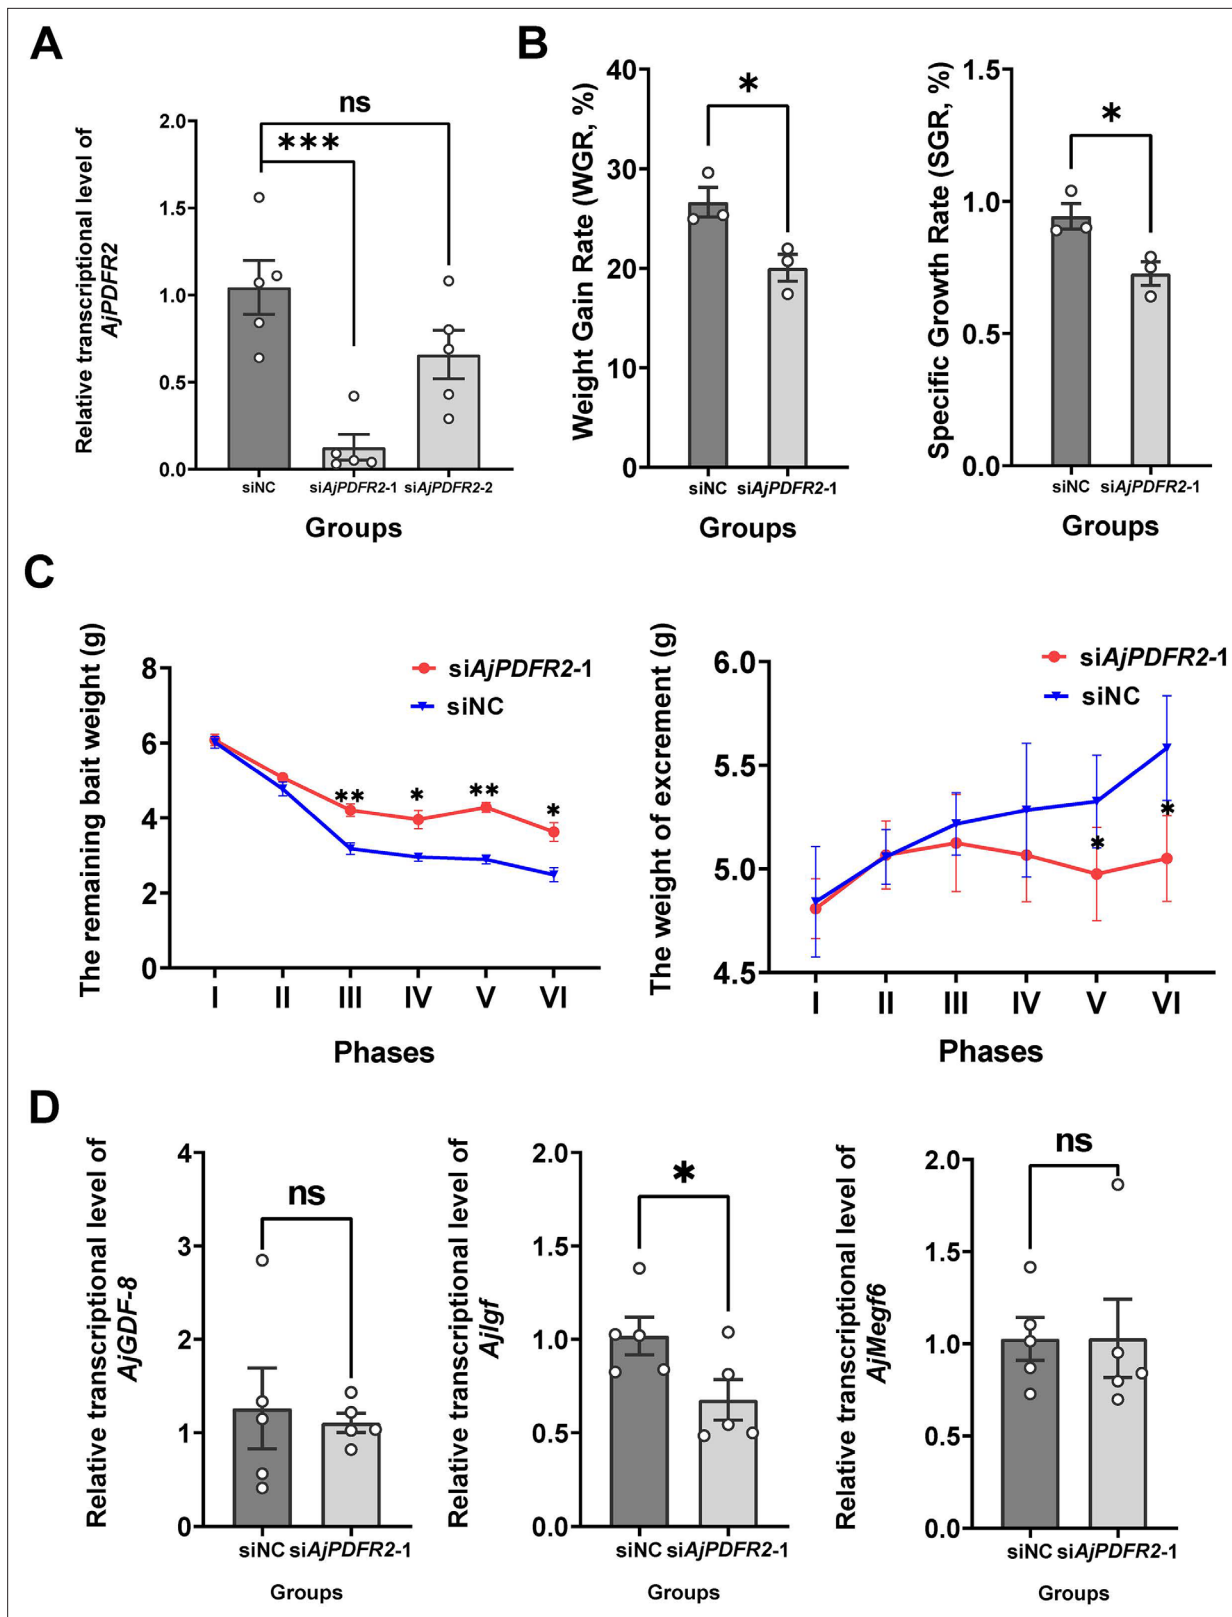 A
Relative transcriptional level of
AjPDFR2
2.0
1.5
1.0
0.5
0.0
ns
***
siNC
siAjPDFR2-1
siAjPDFR2-2
Groups
B
Weight Gain Rate (WGR, %)
40
30
20
10
0
*
siNC
siAjPDFR2-1
Groups
Specific Growth Rate (SGR, %)
1.5
1.0
0.5
0.0
*
siNC
siAjPDFR2-1
Groups
C
The remaining bait weight (g)
8
6
4
2
0
siAjPDFR2-1
siNC
**
*
**
*
I
II
III
IV
V
VI
Phases
The weight of excrement (g)
6.0
5.5
5.0
4.5
siAjPDFR2-1
siNC
*
*
I
II
III
IV
V
VI
Phases
D
Relative transcriptional level of
AjGDF-8
4
3
2
1
0
ns
siNC
siAjPDFR2-1
Groups
Relative transcriptional level of
AjIgf
2.0
1.5
1.0
0.5
0.0
*
siNC
siAjPDFR2-1
Groups
Relative transcriptional level of
AjMegf6
2.0
1.5
1.0
0.5
0.0
ns
siNC
siAjPDFR2-1
Groups